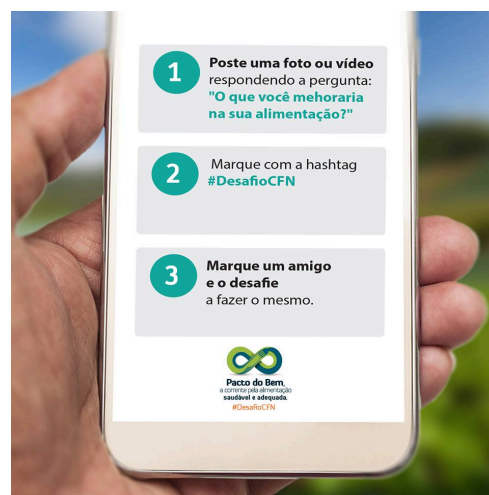 1
Poste uma foto ou vídeo
respondendo a pergunta:
"O que você mehoraria
na sua alimentação?"
2
Marque com a hashtag
#DesafioCFN
3
Marque um amigo
e o desafie
a fazer o mesmo.
Pacto do Bem,
a corrente pela alimentação
saudável e adequada.
#DesafioCFN